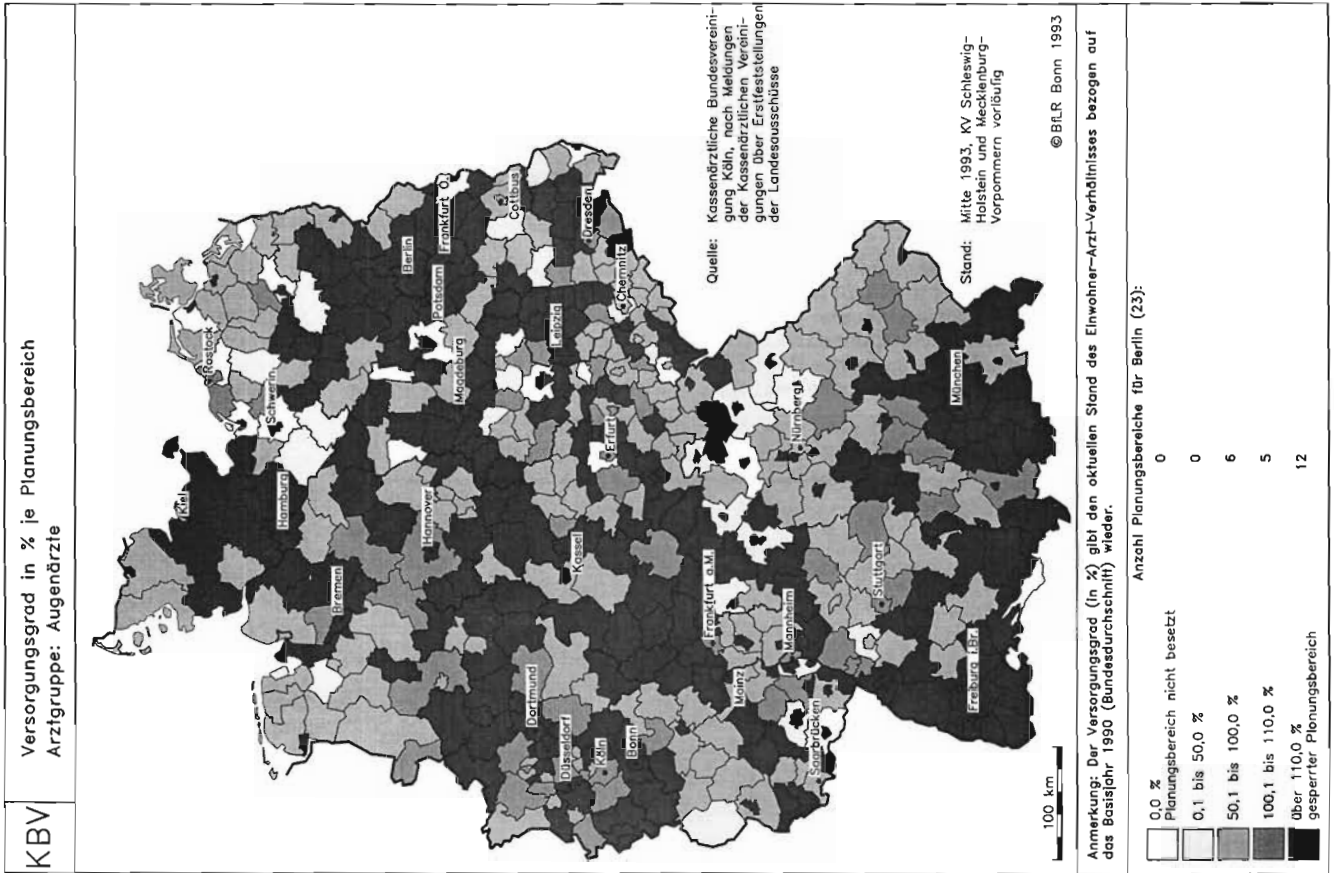 KBV
Versorgungsgrad in % je Planungsbereich
Arztgruppe: Augenärzte
Kiel
Rostock
Schwerin
Hamburg
Bremen
Hannover
Berlin
Potsdam
Frankfurt O.
Magdeburg
Cottbus
Leipzig
Dresden
Chemnitz
Erfurt
Kassel
Dortmund
Düsseldorf
Köln
Bonn
Frankfurt a.M.
Mainz
Mannheim
Saarbrücken
Nürnberg
Stuttgart
München
Freiburg i.Br.
100 km
Quelle: Kassenärztliche Bundesvereini-
gung Köln, nach Meldungen
der Kassenärztlichen Vereini-
gungen über Erstfeststellungen
der Landesausschüsse
Stand: Mitte 1993, KV Schleswig-
Holstein und Mecklenburg-
Vorpommern vorläufig
© BfLR Bonn 1993
Anmerkung: Der Versorgungsgrad (in %) gibt den aktuellen Stand des Einwohner-Arzt-Verhältnisses bezogen auf
das Basisjahr 1990 (Bundesdurchschnitt) wieder.
Anzahl Planungsbereiche für Berlin (23):
0,0 %
Planungsbereich nicht besetzt 0
0,1 bis 50,0 % 0
50,1 bis 100,0 % 6
100,1 bis 110,0 % 5
über 110,0 %
gesperrter Planungsbereich 12